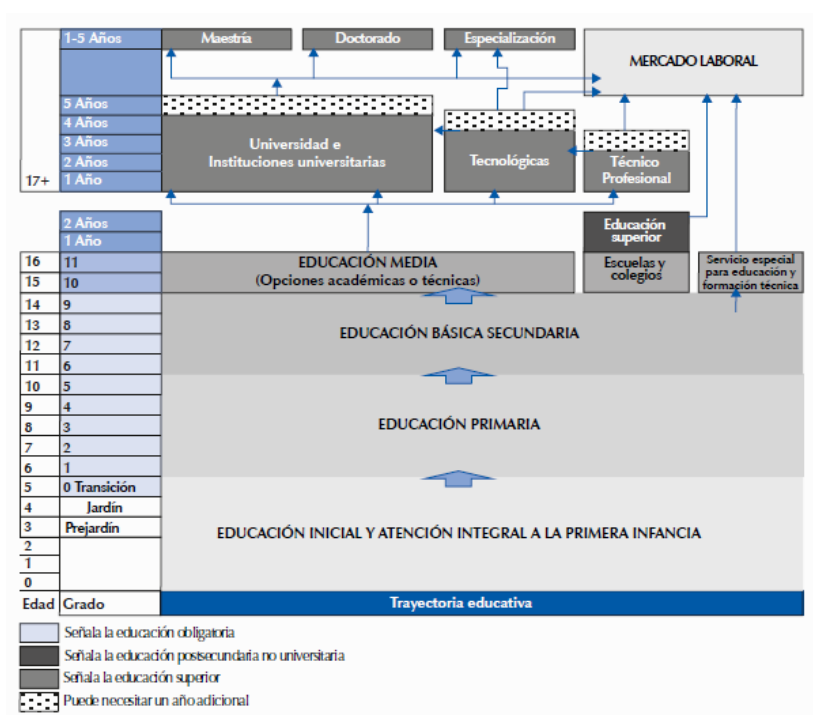 1-5 Años
Maestría
Doctorado
Especialización
MERCADO LABORAL
5 Años
4 Años
3 Años
2 Años
17+
1 Año
Universidad e
Instituciones universitarias
Tecnológicas
Técnico
Profesional
2 Años
1 Año
Educación
superior
16
11
15
10
EDUCACIÓN MEDIA
(Opciones académicas o técnicas)
Escuelas y
colegios
Servicio especial
para educación y
formación técnica
14
9
13
8
12
7
11
6
EDUCACIÓN BÁSICA SECUNDARIA
10
5
9
4
8
3
7
2
6
1
EDUCACIÓN PRIMARIA
5
0 Transición
4
Jardín
3
Prejardín
2
1
0
EDUCACIÓN INICIAL Y ATENCIÓN INTEGRAL A LA PRIMERA INFANCIA
Edad
Grado
Trayectoria educativa
Señala la educación obligatoria
Señala la educación postsecundaria no universitaria
Señala la educación superior
Puede necesitar un año adicional